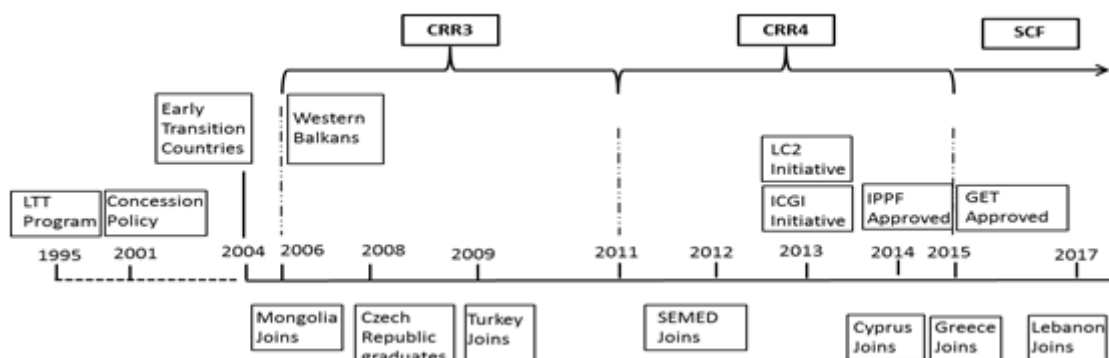 CRR3
CRR4
SCF
Early
Transition
Countries
Western
Balkans
LC2
Initiative
LTT
Program
Concession
Policy
ICGI
Initiative
IPPF
Approved
GET
Approved
1995
2001
2004
2006
2008
2009
2011
2012
2013
2014
2015
2017
Mongolia
Joins
Czech
Republic
graduates
Turkey
Joins
SEMED
Joins
Cyprus
Joins
Greece
Joins
Lebanon
Joins